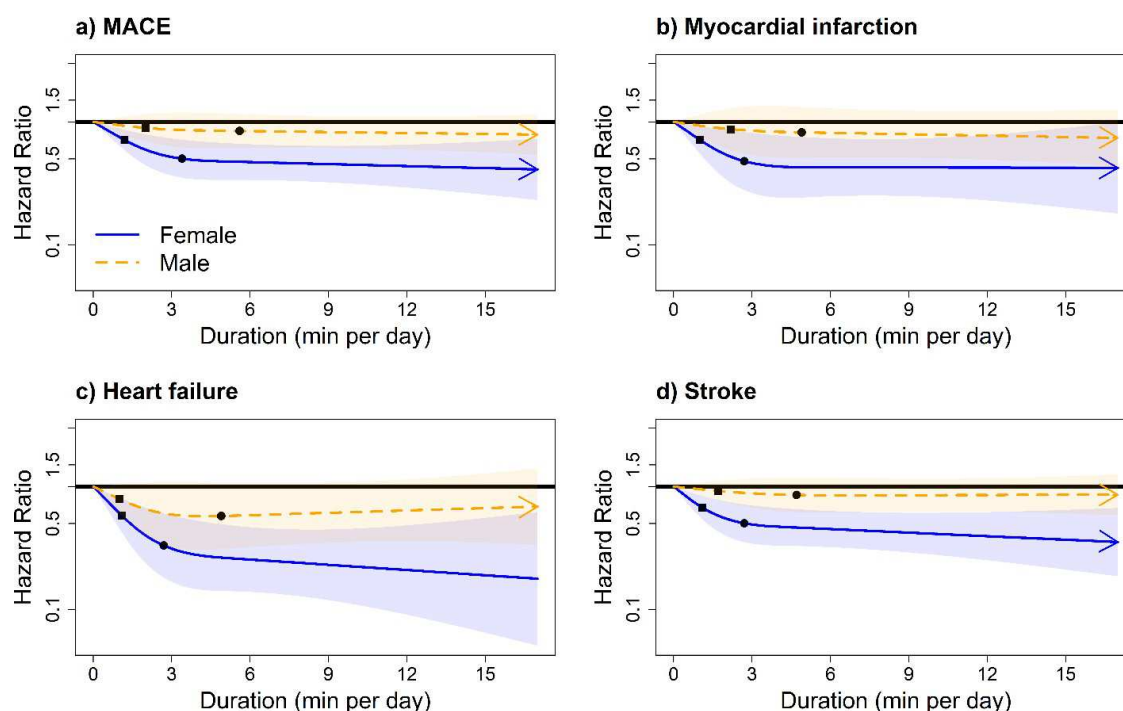 a) MACE
Hazard Ratio
1.5
0.5
0.1
Female
Male
0 3 6 9 12 15
Duration (min per day)
b) Myocardial infarction
Hazard Ratio
1.5
0.5
0.1
0 3 6 9 12 15
Duration (min per day)
c) Heart failure
Hazard Ratio
1.5
0.5
0.1
0 3 6 9 12 15
Duration (min per day)
d) Stroke
Hazard Ratio
1.5
0.5
0.1
0 3 6 9 12 15
Duration (min per day)